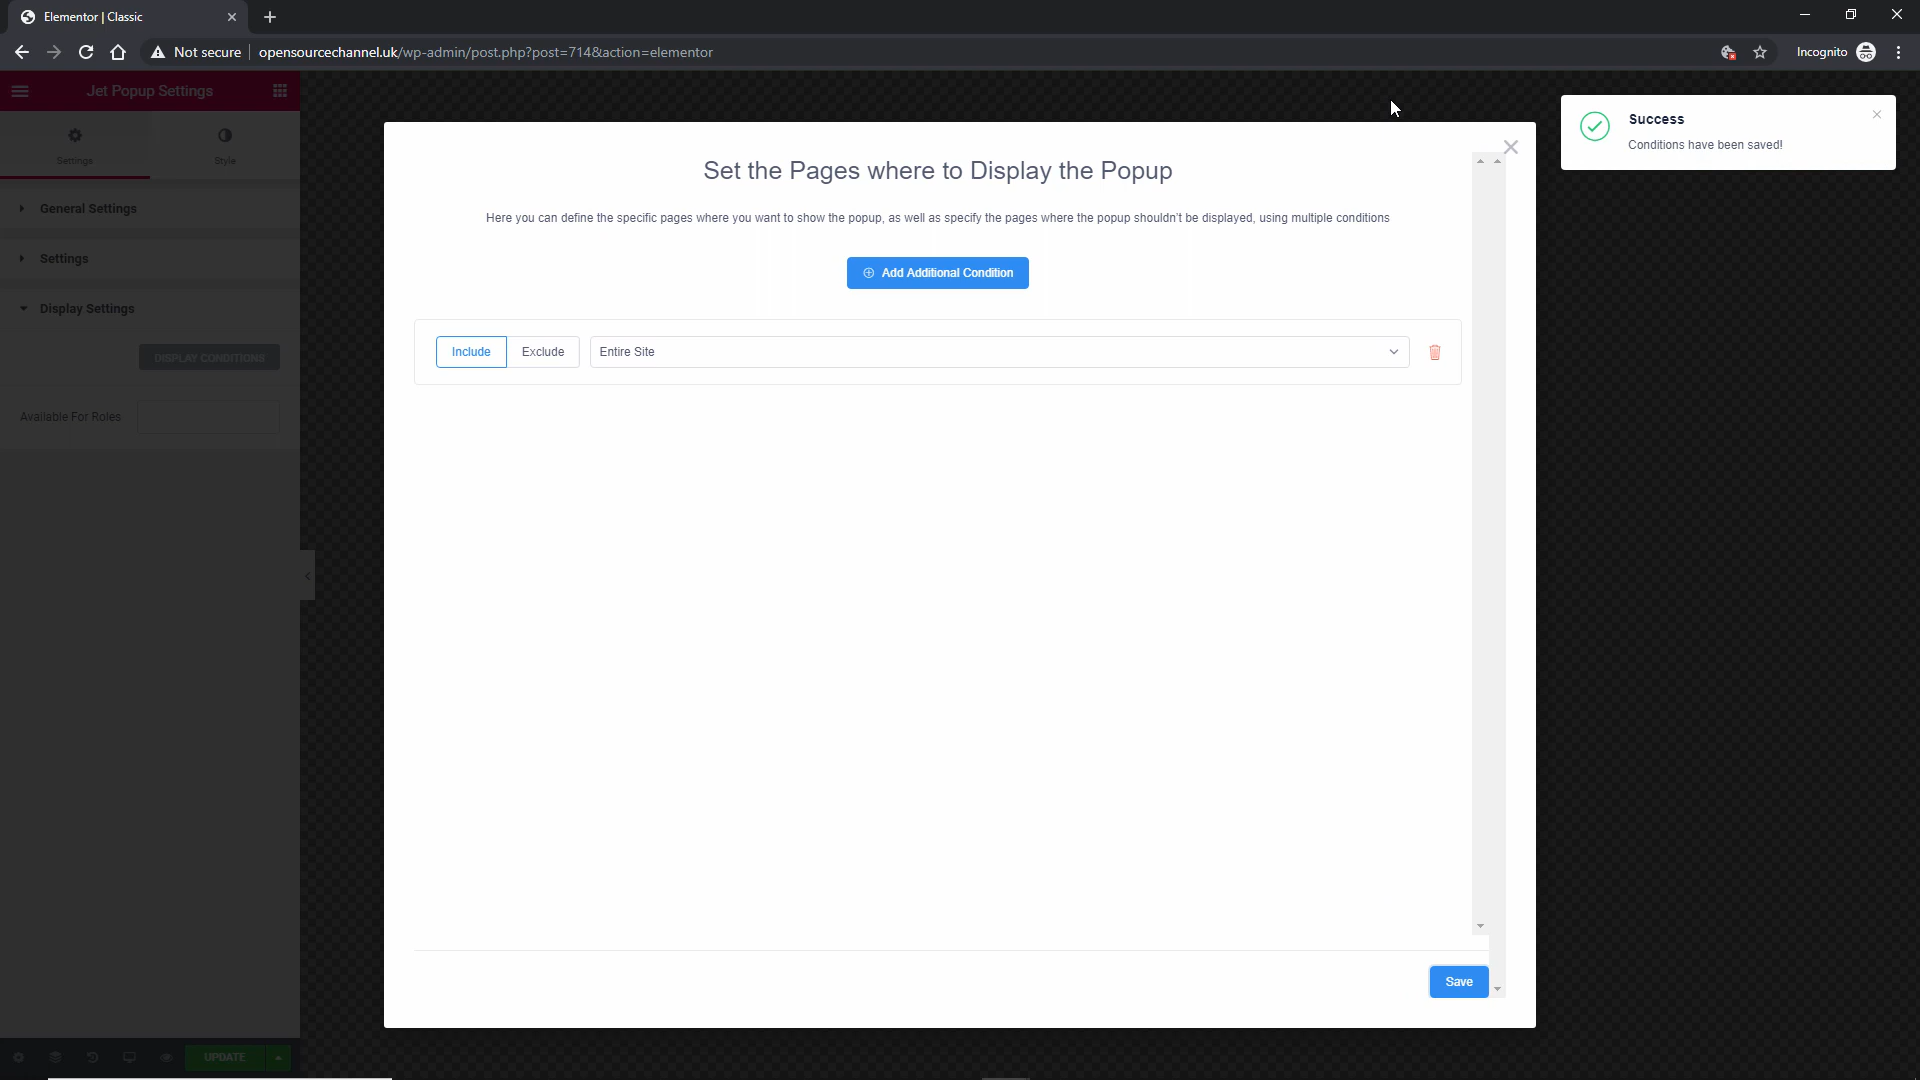 Elementor | Classic
Not secure
opensourcechannel.uk/wp-admin/post.php?post=714&action=elementor
Incognito
Jet Popup Settings
Settings
Style
General Settings
Settings
Display Settings
DISPLAY CONDITIONS
Available For Roles
UPDATE
Set the Pages where to Display the Popup
Here you can define the specific pages where you want to show the popup, as well as specify the pages where the popup shouldn't be displayed, using multiple conditions
Add Additional Condition
Include
Exclude
Entire Site
Save
Success
Conditions have been saved!